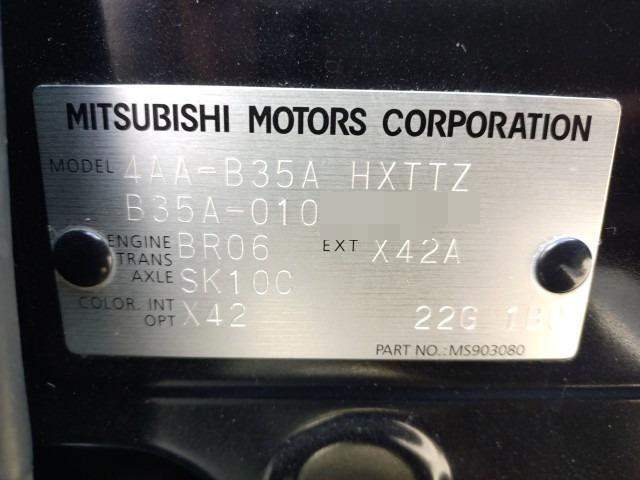 MITSUBISHI MOTORS CORPORATION
MODEL 4AA-B35A HXTTZ
B35A-010
ENGINE BR06 EXT X42A
TRANS
AXLE SK10C
COLOR. INT X42
OPT 22G
PART NO.: MS903080